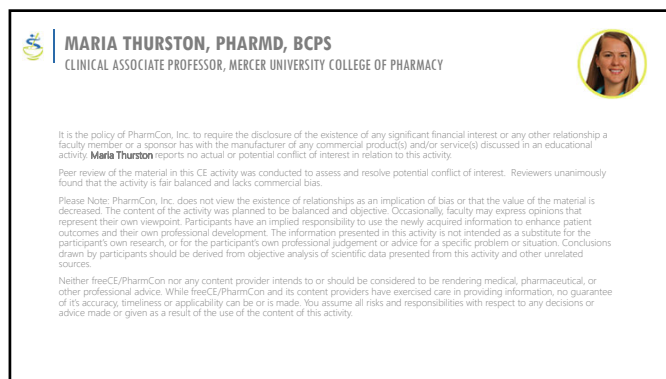 MARIA THURSTON, PHARMD, BCPS
CLINICAL ASSOCIATE PROFESSOR, MERCER UNIVERSITY COLLEGE OF PHARMACY
It is the policy of PharmCon, Inc. to require the disclosure of the existence of any significant financial interest or any other relationship a
faculty member or a sponsor has with the manufacturer of any commercial product(s) and/or service(s) discussed in an educational
activity. Maria Thurston reports no actual or potential conflict of interest in relation to this activity.
Peer review of the material in this CE activity was conducted to assess and resolve potential conflict of interest. Reviewers unanimously
found that the activity is fair balanced and lacks commercial bias.
Please Note: PharmCon, Inc. does not view the existence of relationships as an implication of bias or that the value of the material is
decreased. The content of the activity was planned to be balanced and objective. Occasionally, faculty may express opinions that
represent their own viewpoint. Participants have an implied responsibility to use the newly acquired information to enhance patient
outcomes and their own professional development. The information presented in this activity is not intended as a substitute for the
participant's own research, or for the participant's own professional judgement or advice for a specific problem or situation. Conclusions
drawn by participants should be derived from objective analysis of scientific data presented from this activity and other unrelated
sources.
Neither freeCE/PharmCon nor any content provider intends to or should be considered to be rendering medical, pharmaceutical, or
other professional advice. While freeCE/PharmCon and its content providers have exercised care in providing information, no guarantee
of it's accuracy, timeliness or applicability can be or is made. You assume all risks and responsibilities with respect to any decisions or
advice made or given as a result of the use of the content of this activity.